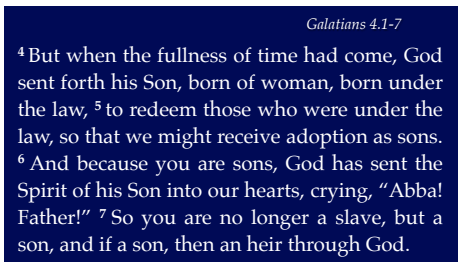 Galatians 4.1-7
4 But when the fullness of time had come, God
sent forth his Son, born of woman, born under
the law, 5 to redeem those who were under the
law, so that we might receive adoption as sons.
6 And because you are sons, God has sent the
Spirit of his Son into our hearts, crying, “Abba!
Father!” 7 So you are no longer a slave, but a
son, and if a son, then an heir through God.